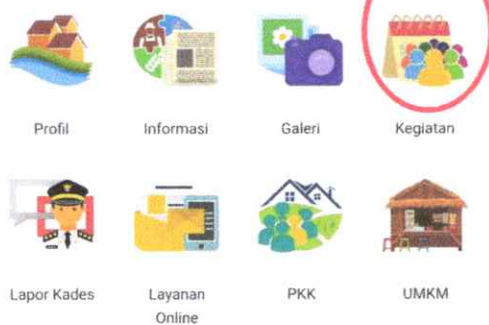 Profil
Informasi
Galeri
Kegiatan
Lapor Kades
Layanan
Online
PKK
UMKM